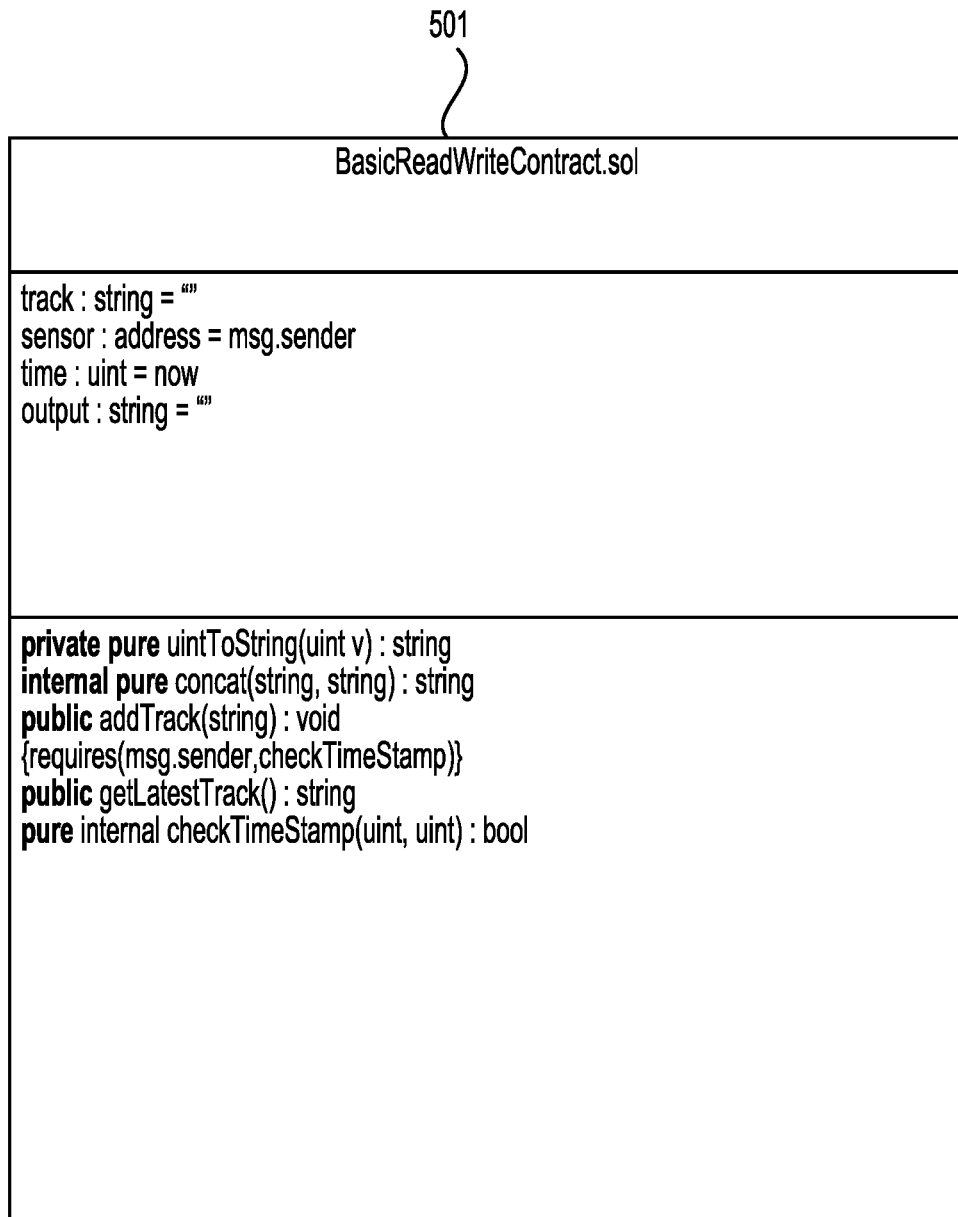 501
BasicReadWriteContract.sol
track : string = “”
sensor : address = msg.sender
time : uint = now
output : string = “”
private pure uintToString(uint v) : string
internal pure concat(string, string) : string
public addTrack(string) : void
{requires(msg.sender,checkTimeStamp)}
public getLatestTrack() : string
pure internal checkTimeStamp(uint, uint) : bool